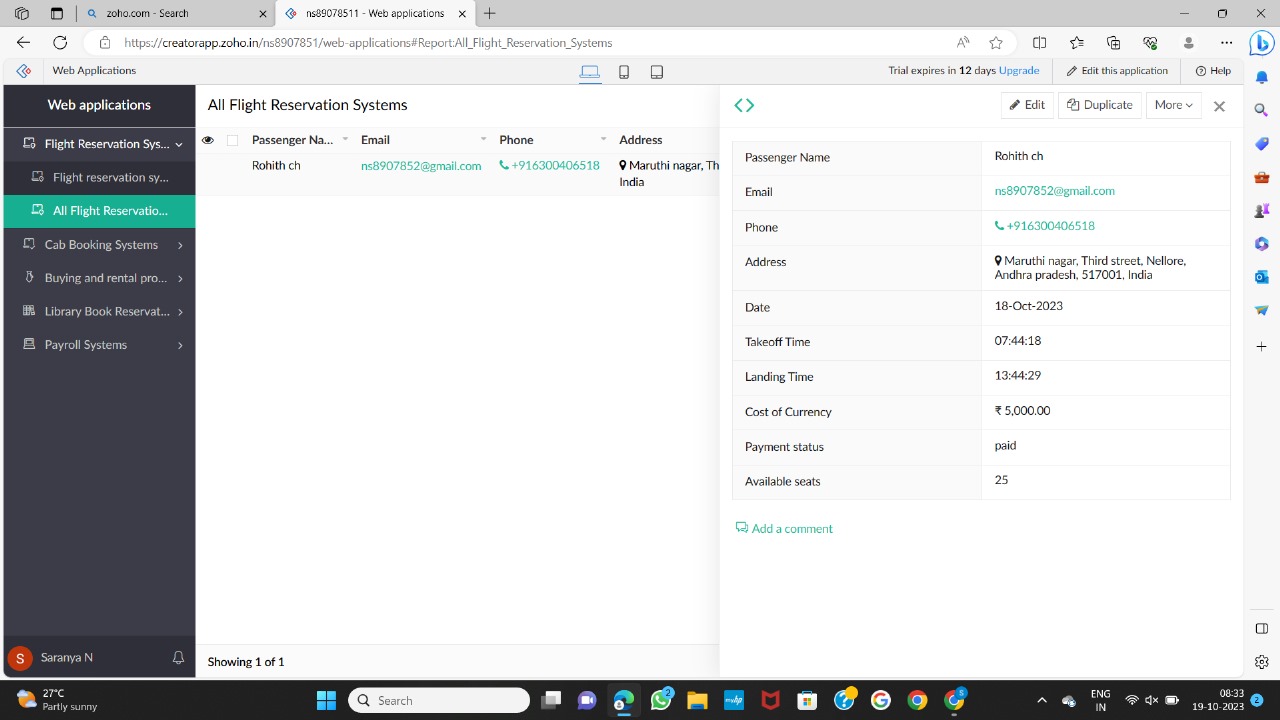 zoho.com - Search
ns89078511 - Web applications
https://creatorapp.zoho.in/ns8907851/web-applications#Report:All_Flight_Reservation_Systems
Web Applications
Trial expires in 12 days Upgrade
Edit this application
Help
Web applications
Flight Reservation Sys...
Flight reservation sy...
All Flight Reservatio...
Cab Booking Systems
Buying and rental pro...
Library Book Reservat...
Payroll Systems
Saranya N
S
All Flight Reservation Systems
Passenger Na... Email Phone Address
Rohith ch ns8907852@gmail.com +916300406518 Maruthi nagar, Th
India
Showing 1 of 1
Edit Duplicate More
Passenger Name Rohith ch
Email ns8907852@gmail.com
Phone +916300406518
Address Maruthi nagar, Third street, Nellore,
Andhra pradesh, 517001, India
Date 18-Oct-2023
Takeoff Time 07:44:18
Landing Time 13:44:29
Cost of Currency ₹ 5,000.00
Payment status paid
Available seats 25
Add a comment
27°C
Partly sunny
Search
2
ENG
IN
08:33
19-10-2023
2